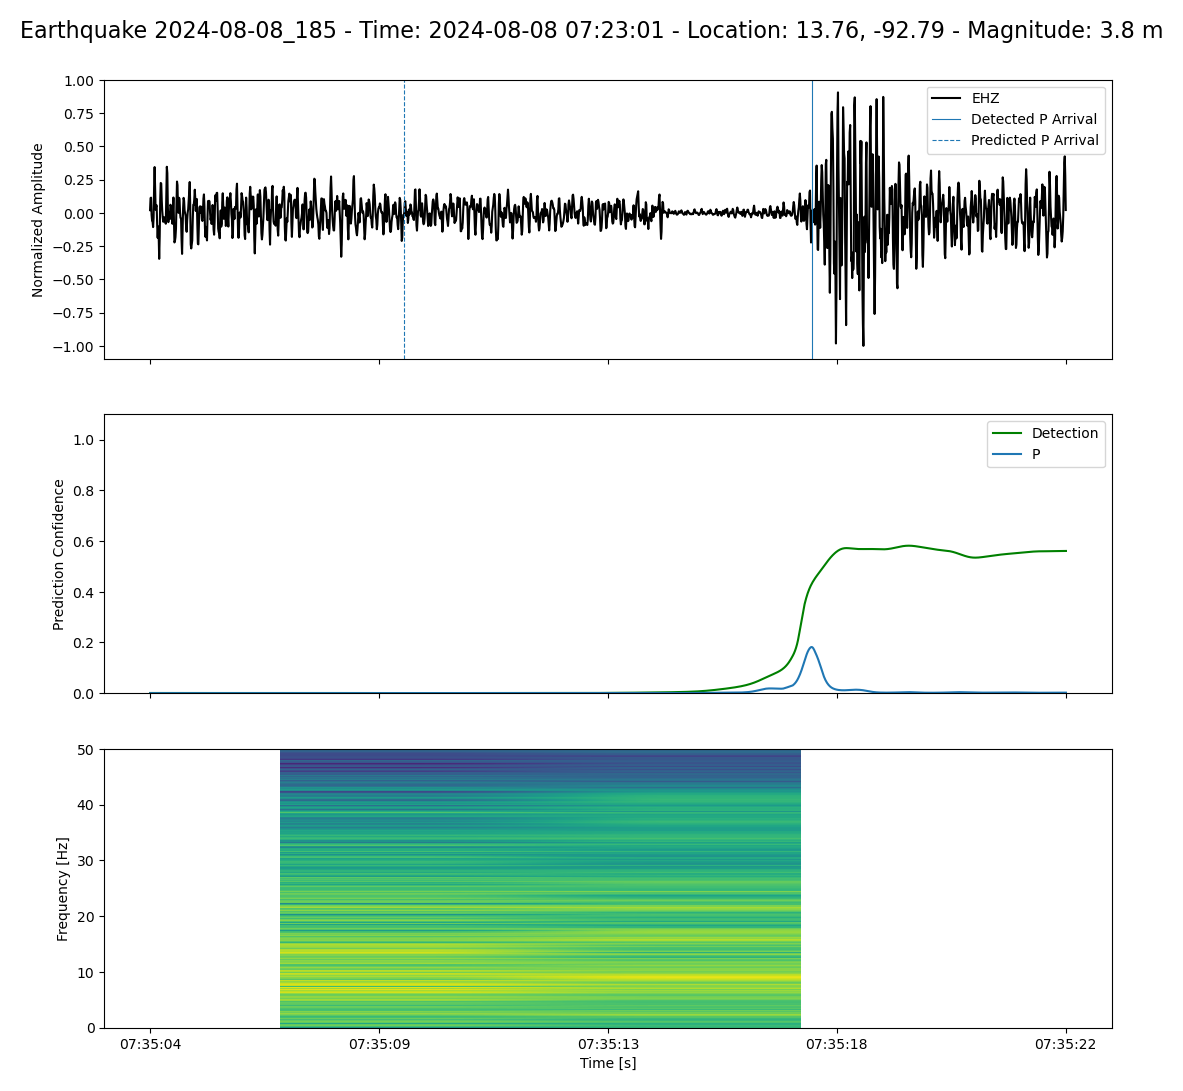 Earthquake 2024-08-08_185 - Time: 2024-08-08 07:23:01 - Location: 13.76, -92.79 - Magnitude: 3.8 m
1.00
0.75
0.50
0.25
0.00
−0.25
−0.50
−0.75
−1.00
Normalized Amplitude
EHZ
Detected P Arrival
Predicted P Arrival
1.0
0.8
0.6
0.4
0.2
0.0
Prediction Confidence
Detection
P
50
40
30
20
10
0
Frequency [Hz]
07:35:04 07:35:09 07:35:13 07:35:18 07:35:22
Time [s]